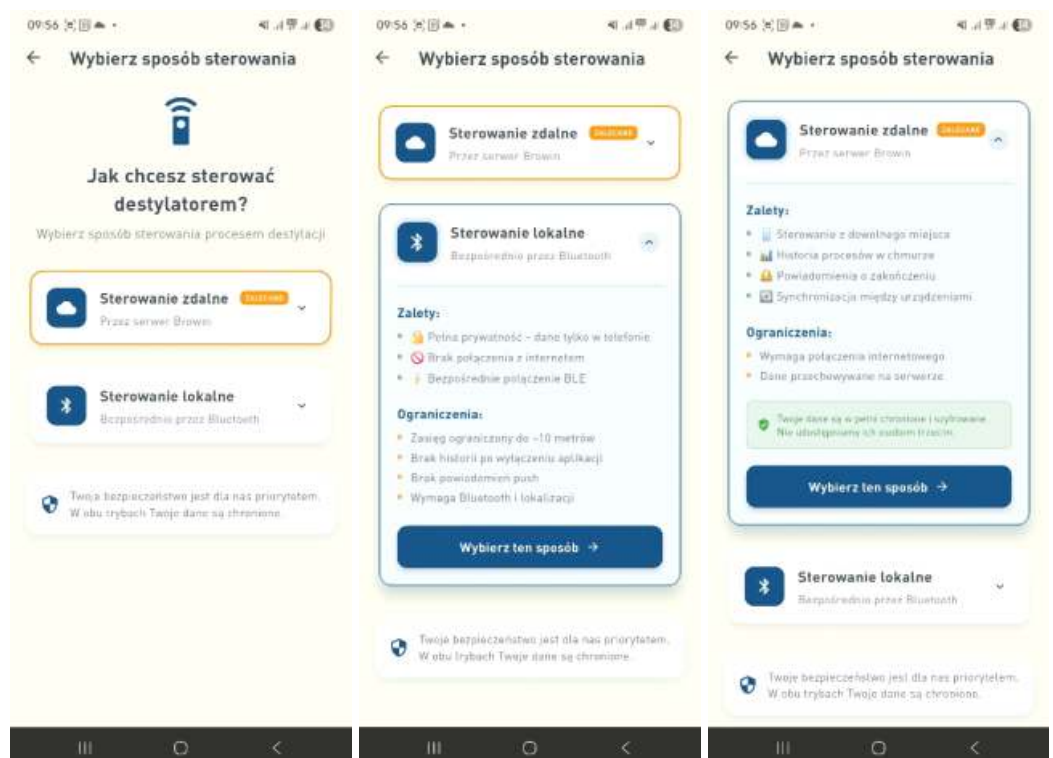 09:56
Wybierz sposób sterowania
Jak chcesz sterować
destylatorem?
Wybierz sposób sterowania procesem destylacji
Sterowanie zdalne ZALECANE
Przez serwer Browin
Sterowanie lokalne
Bezpośrednio przez Bluetooth
Twoje bezpieczeństwo jest dla nas priorytetem.
W obu trybach Twoje dane są chronione.
09:56
Wybierz sposób sterowania
Sterowanie zdalne ZALECANE
Przez serwer Browin
Sterowanie lokalne
Bezpośrednio przez Bluetooth
Zalety:
Pełna prywatność - dane tylko w telefonie
Brak połączenia z internetem
Bezpośrednie połączenie BLE
Ograniczenia:
Zasięg ograniczony do ~10 metrów
Brak historii po wyłączeniu aplikacji
Brak powiadomień push
Wymaga Bluetooth i lokalizacji
Wybierz ten sposób →
Twoje bezpieczeństwo jest dla nas priorytetem.
W obu trybach Twoje dane są chronione.
09:56
Wybierz sposób sterowania
Sterowanie zdalne ZALECANE
Przez serwer Browin
Zalety:
Sterowanie z dowolnego miejsca
Historia procesów w chmurze
Powiadomienia o zakończeniu
Synchronizacja między urządzeniami
Ograniczenia:
Wymaga połączenia internetowego
Dane przechowywane na serwerze
Twoje dane są w pełni chronione i szyfrowane.
Nie udostępniamy ich osobom trzecim.
Wybierz ten sposób →
Sterowanie lokalne
Bezpośrednio przez Bluetooth
Twoje bezpieczeństwo jest dla nas priorytetem.
W obu trybach Twoje dane są chronione.